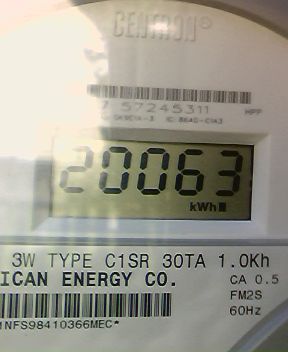 CENTRON®
57245311
HPP
20063
kWh
3W TYPE C1SR 30TA 1.0Kh
ICAN ENERGY CO.
CA 0.5
FM2S
60Hz
NFS98410366MEC*